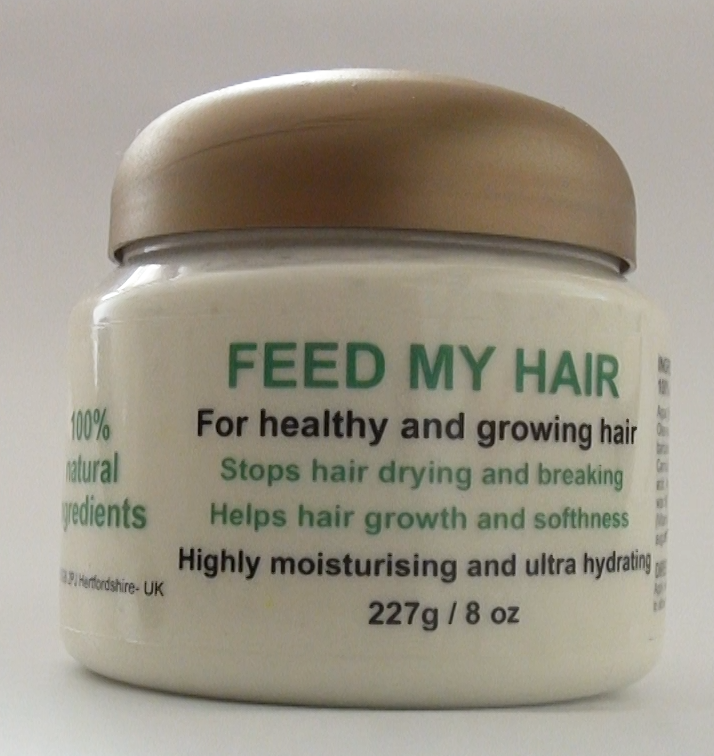 FEED MY HAIR
For healthy and growing hair
Stops hair drying and breaking
Helps hair growth and softhness
Highly moisturising and ultra hydrating
227g / 8 oz
100%
natural
gredients
Hertfordshire- UK